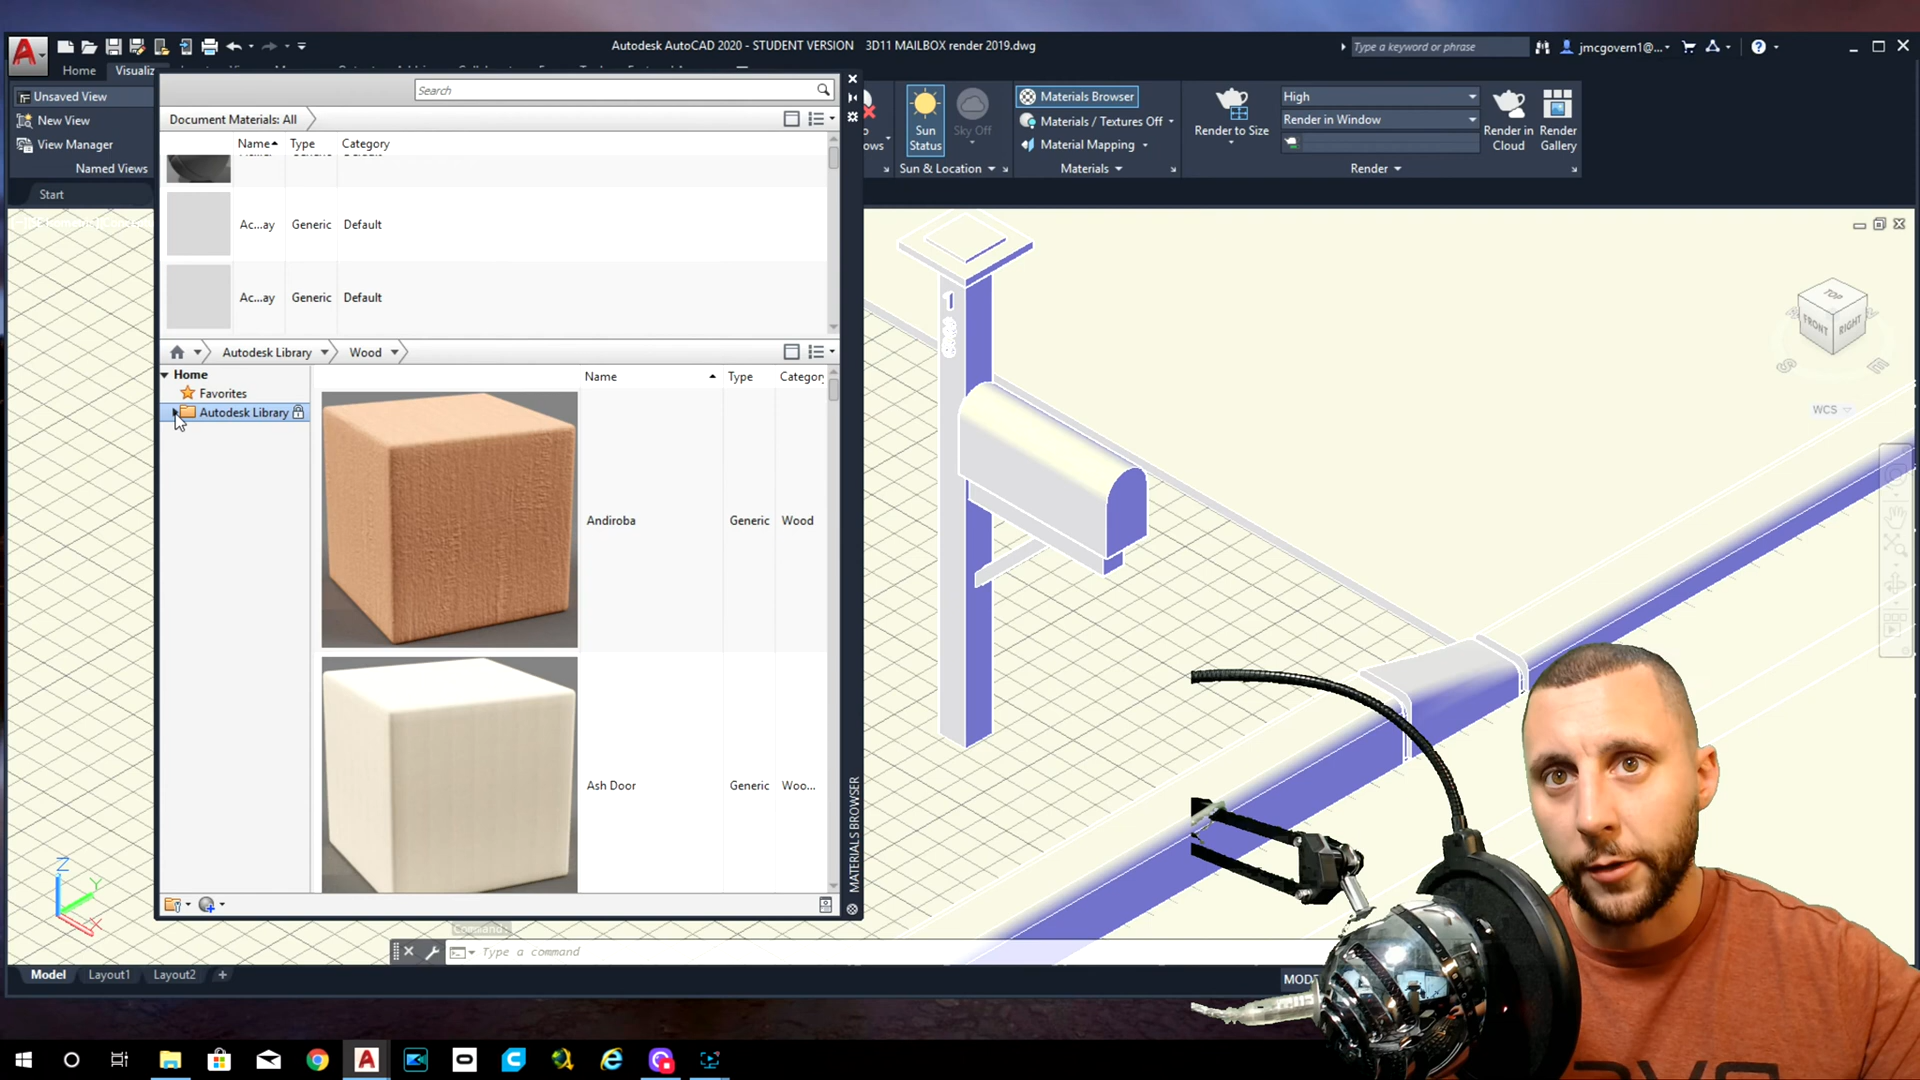 Autodesk AutoCAD 2020 - STUDENT VERSION 3D11 MAILBOX render 2019.dwg
Type a keyword or phrase
jmcgovern1@...
Home
Visualiz
Unsaved View
New View
View Manager
Named Views
Start
Search
Document Materials: All
Name Type Category
Default
Ac...ay Generic Default
Ac...ay Generic Default
Autodesk Library Wood
Home
Favorites
Autodesk Library
Name Type Category
Andiroba Generic Wood
Ash Door Generic Woo...
MATERIALS BROWSER
Sun Status
Sky Off
Sun & Location
Materials Browser
Materials / Textures Off
Material Mapping
Materials
Render to Size
High
Render in Window
Render in Cloud
Render Gallery
Render
TOP
FRONT
RIGHT
S
E
WCS
1
Z
Y
X
Command:
Type a command
Model Layout1 Layout2 +
MOD